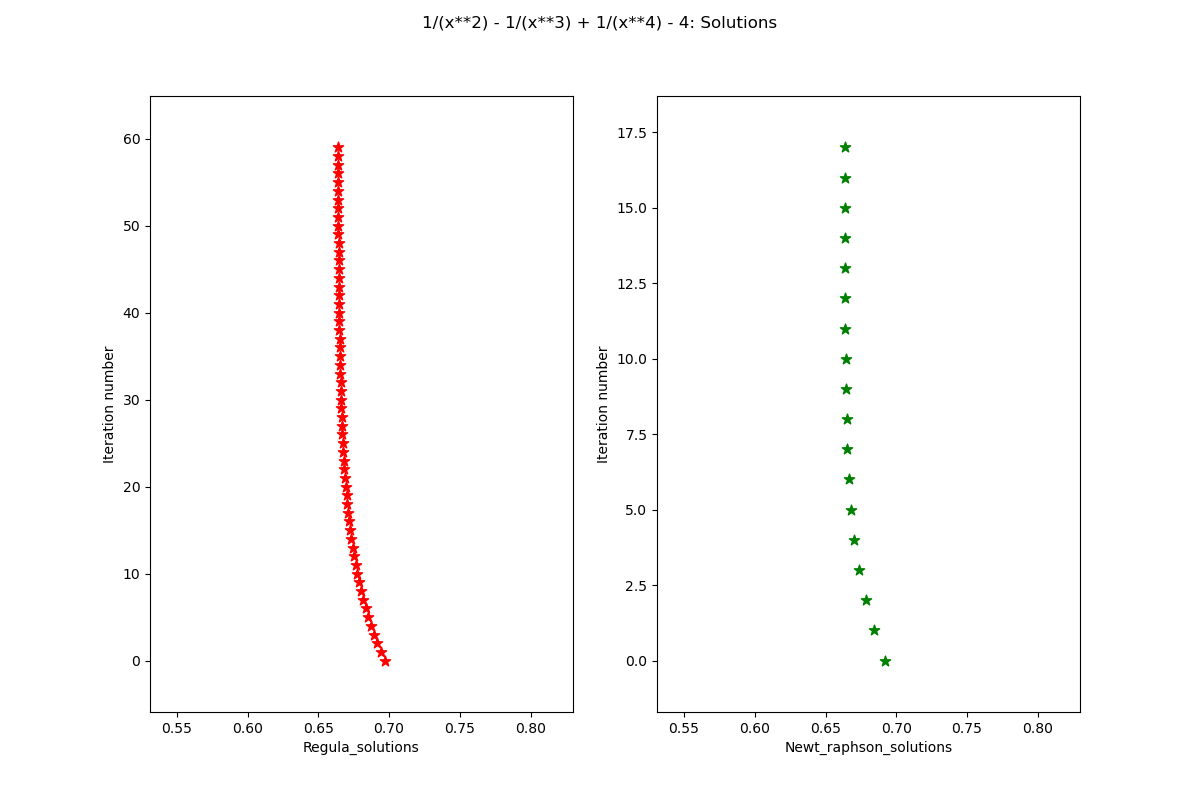 1/(x**2) - 1/(x**3) + 1/(x**4) - 4: Solutions
60
50
40
30
20
10
0
Iteration number
0.55 0.60 0.65 0.70 0.75 0.80
Regula_solutions
17.5
15.0
12.5
10.0
7.5
5.0
2.5
0.0
Iteration number
0.55 0.60 0.65 0.70 0.75 0.80
Newt_raphson_solutions